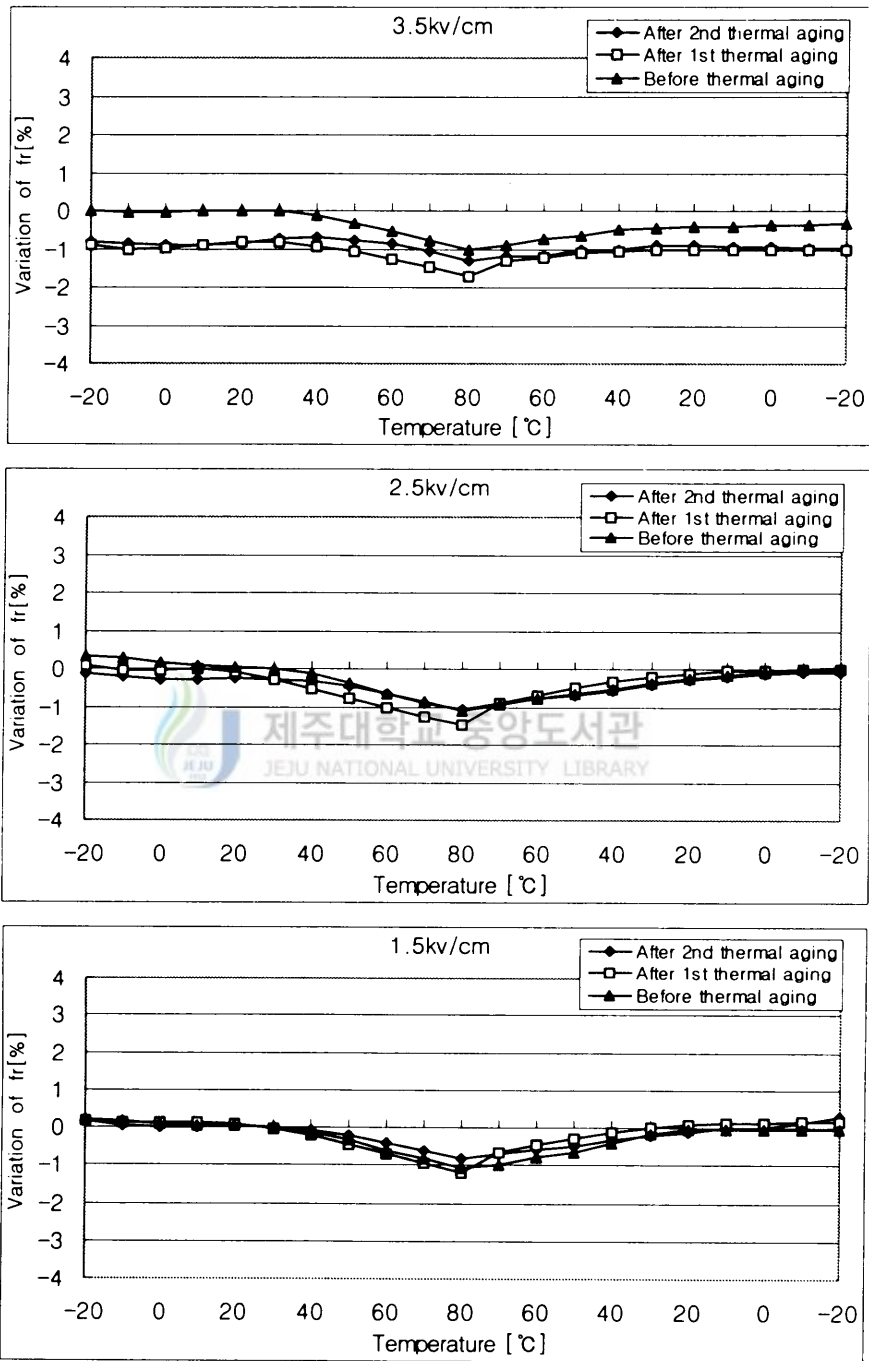 3.5kv/cm
After 2nd thermal aging
After 1st thermal aging
Before thermal aging
Variation of fr[%]
4
3
2
1
0
-1
-2
-3
-4
-20 0 20 40 60 80 60 40 20 0 -20
Temperature [℃]
2.5kv/cm
After 2nd thermal aging
After 1st thermal aging
Before thermal aging
Variation of fr[%]
4
3
2
1
0
-1
-2
-3
-4
제주대학교 중앙도서관
JEJU NATIONAL UNIVERSITY LIBRARY
JEJU
-20 0 20 40 60 80 60 40 20 0 -20
Temperature [℃]
1.5kv/cm
After 2nd thermal aging
After 1st thermal aging
Before thermal aging
Variation of fr[%]
4
3
2
1
0
-1
-2
-3
-4
-20 0 20 40 60 80 60 40 20 0 -20
Temperature [℃]